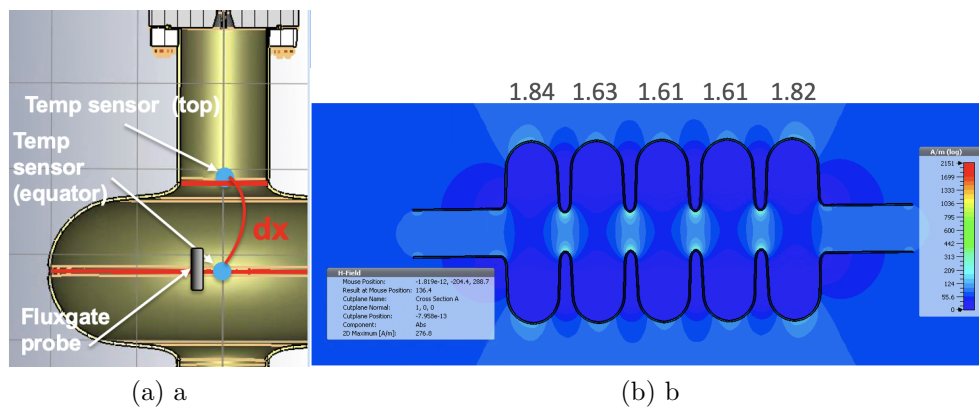 Temp sensor (top)
Temp
sensor
(equator)
dx
Fluxgate
probe
(a) a
1.84 1.63 1.61 1.61 1.82
A/m (log)
2151
1699
1333
1036
795
602
442
313
209
124
55.6
0
H-Field
Mouse Position: -1.819e-12, -204.4, 288.7
Result at Mouse Position: 136.4
Cutplane Name: Cross Section A
Cutplane Normal: 1, 0, 0
Cutplane Position: -7.958e-13
Component: Abs
2D Maximum [A/m]: 276.8
(b) b